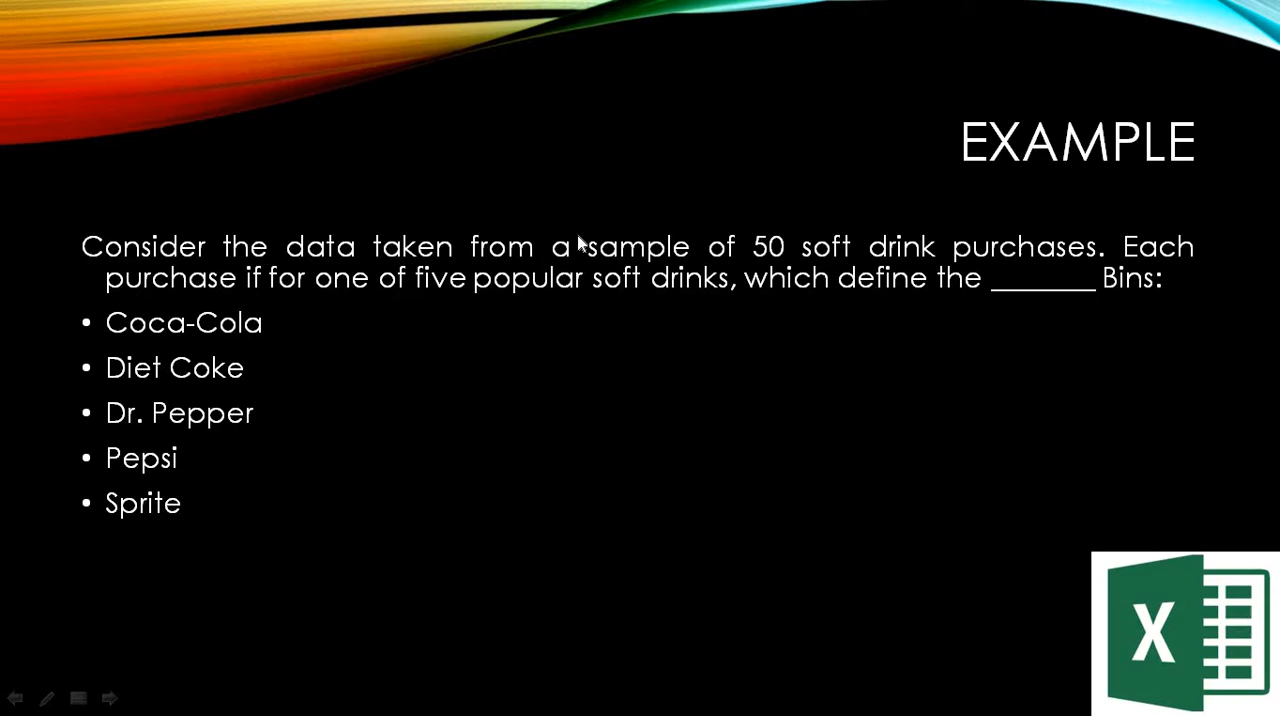 EXAMPLE
Consider the data taken from a sample of 50 soft drink purchases. Each
purchase if for one of five popular soft drinks, which define the _______ Bins:
• Coca-Cola
• Diet Coke
• Dr. Pepper
• Pepsi
• Sprite
X